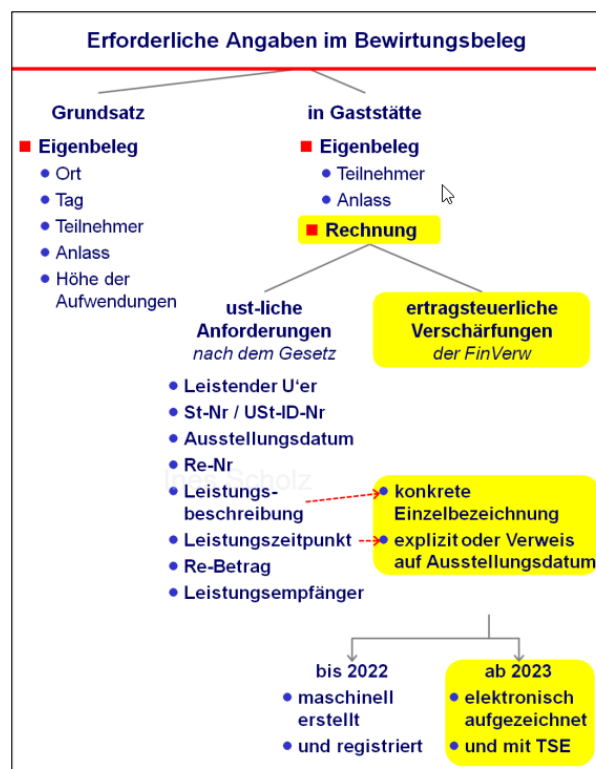 Erforderliche Angaben im Bewirtungsbeleg
Grundsatz
Eigenbeleg
Ort
Tag
Teilnehmer
Anlass
Höhe der
Aufwendungen
in Gaststätte
Eigenbeleg
Teilnehmer
Anlass
Rechnung
ust-liche
Anforderungen
nach dem Gesetz
Leistender U'er
St-Nr / USt-ID-Nr
Ausstellungsdatum
Re-Nr
Leistungs-
beschreibung
Leistungszeitpunkt
Re-Betrag
Leistungsempfänger
ertragsteuerliche
Verschärfungen
der FinVerw
konkrete
Einzelbezeichnung
explizit oder Verweis
auf Ausstellungsdatum
Ines Scholz
bis 2022
maschinell
erstellt
und registriert
ab 2023
elektronisch
aufgezeichnet
und mit TSE